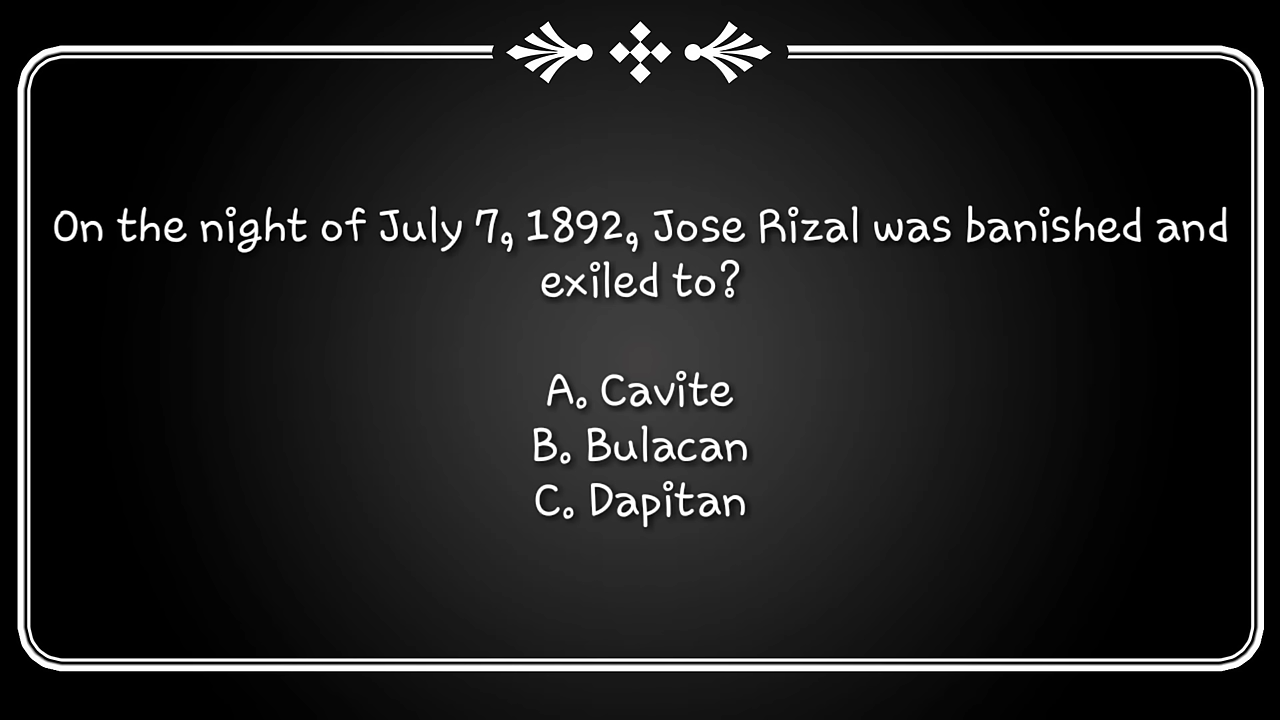 On the night of July 7, 1892, Jose Rizal was banished and
exiled to?
A. Cavite
B. Bulacan
C. Dapitan